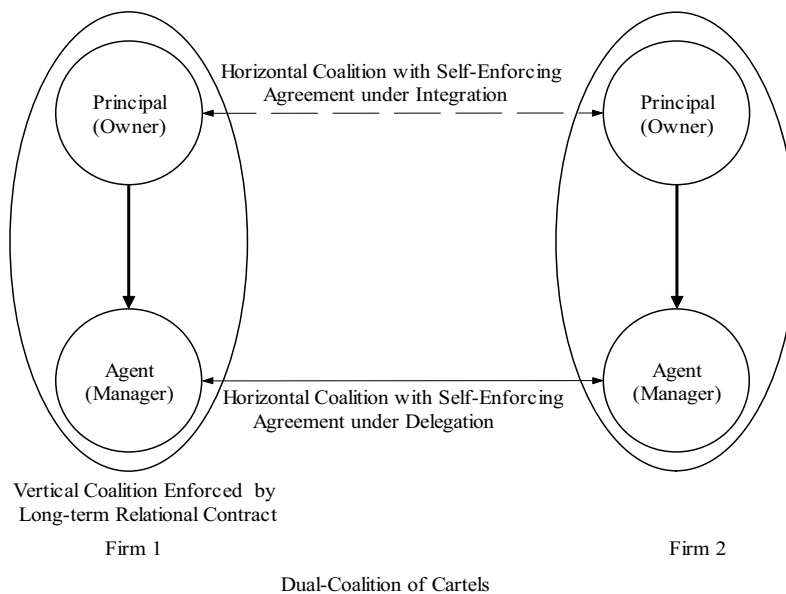 Horizontal Coalition with Self-Enforcing
Agreement under Integration
Principal
(Owner)
Principal
(Owner)
Agent
(Manager)
Agent
(Manager)
Horizontal Coalition with Self-Enforcing
Agreement under Delegation
Vertical Coalition Enforced by
Long-term Relational Contract
Firm 1
Firm 2
Dual-Coalition of Cartels